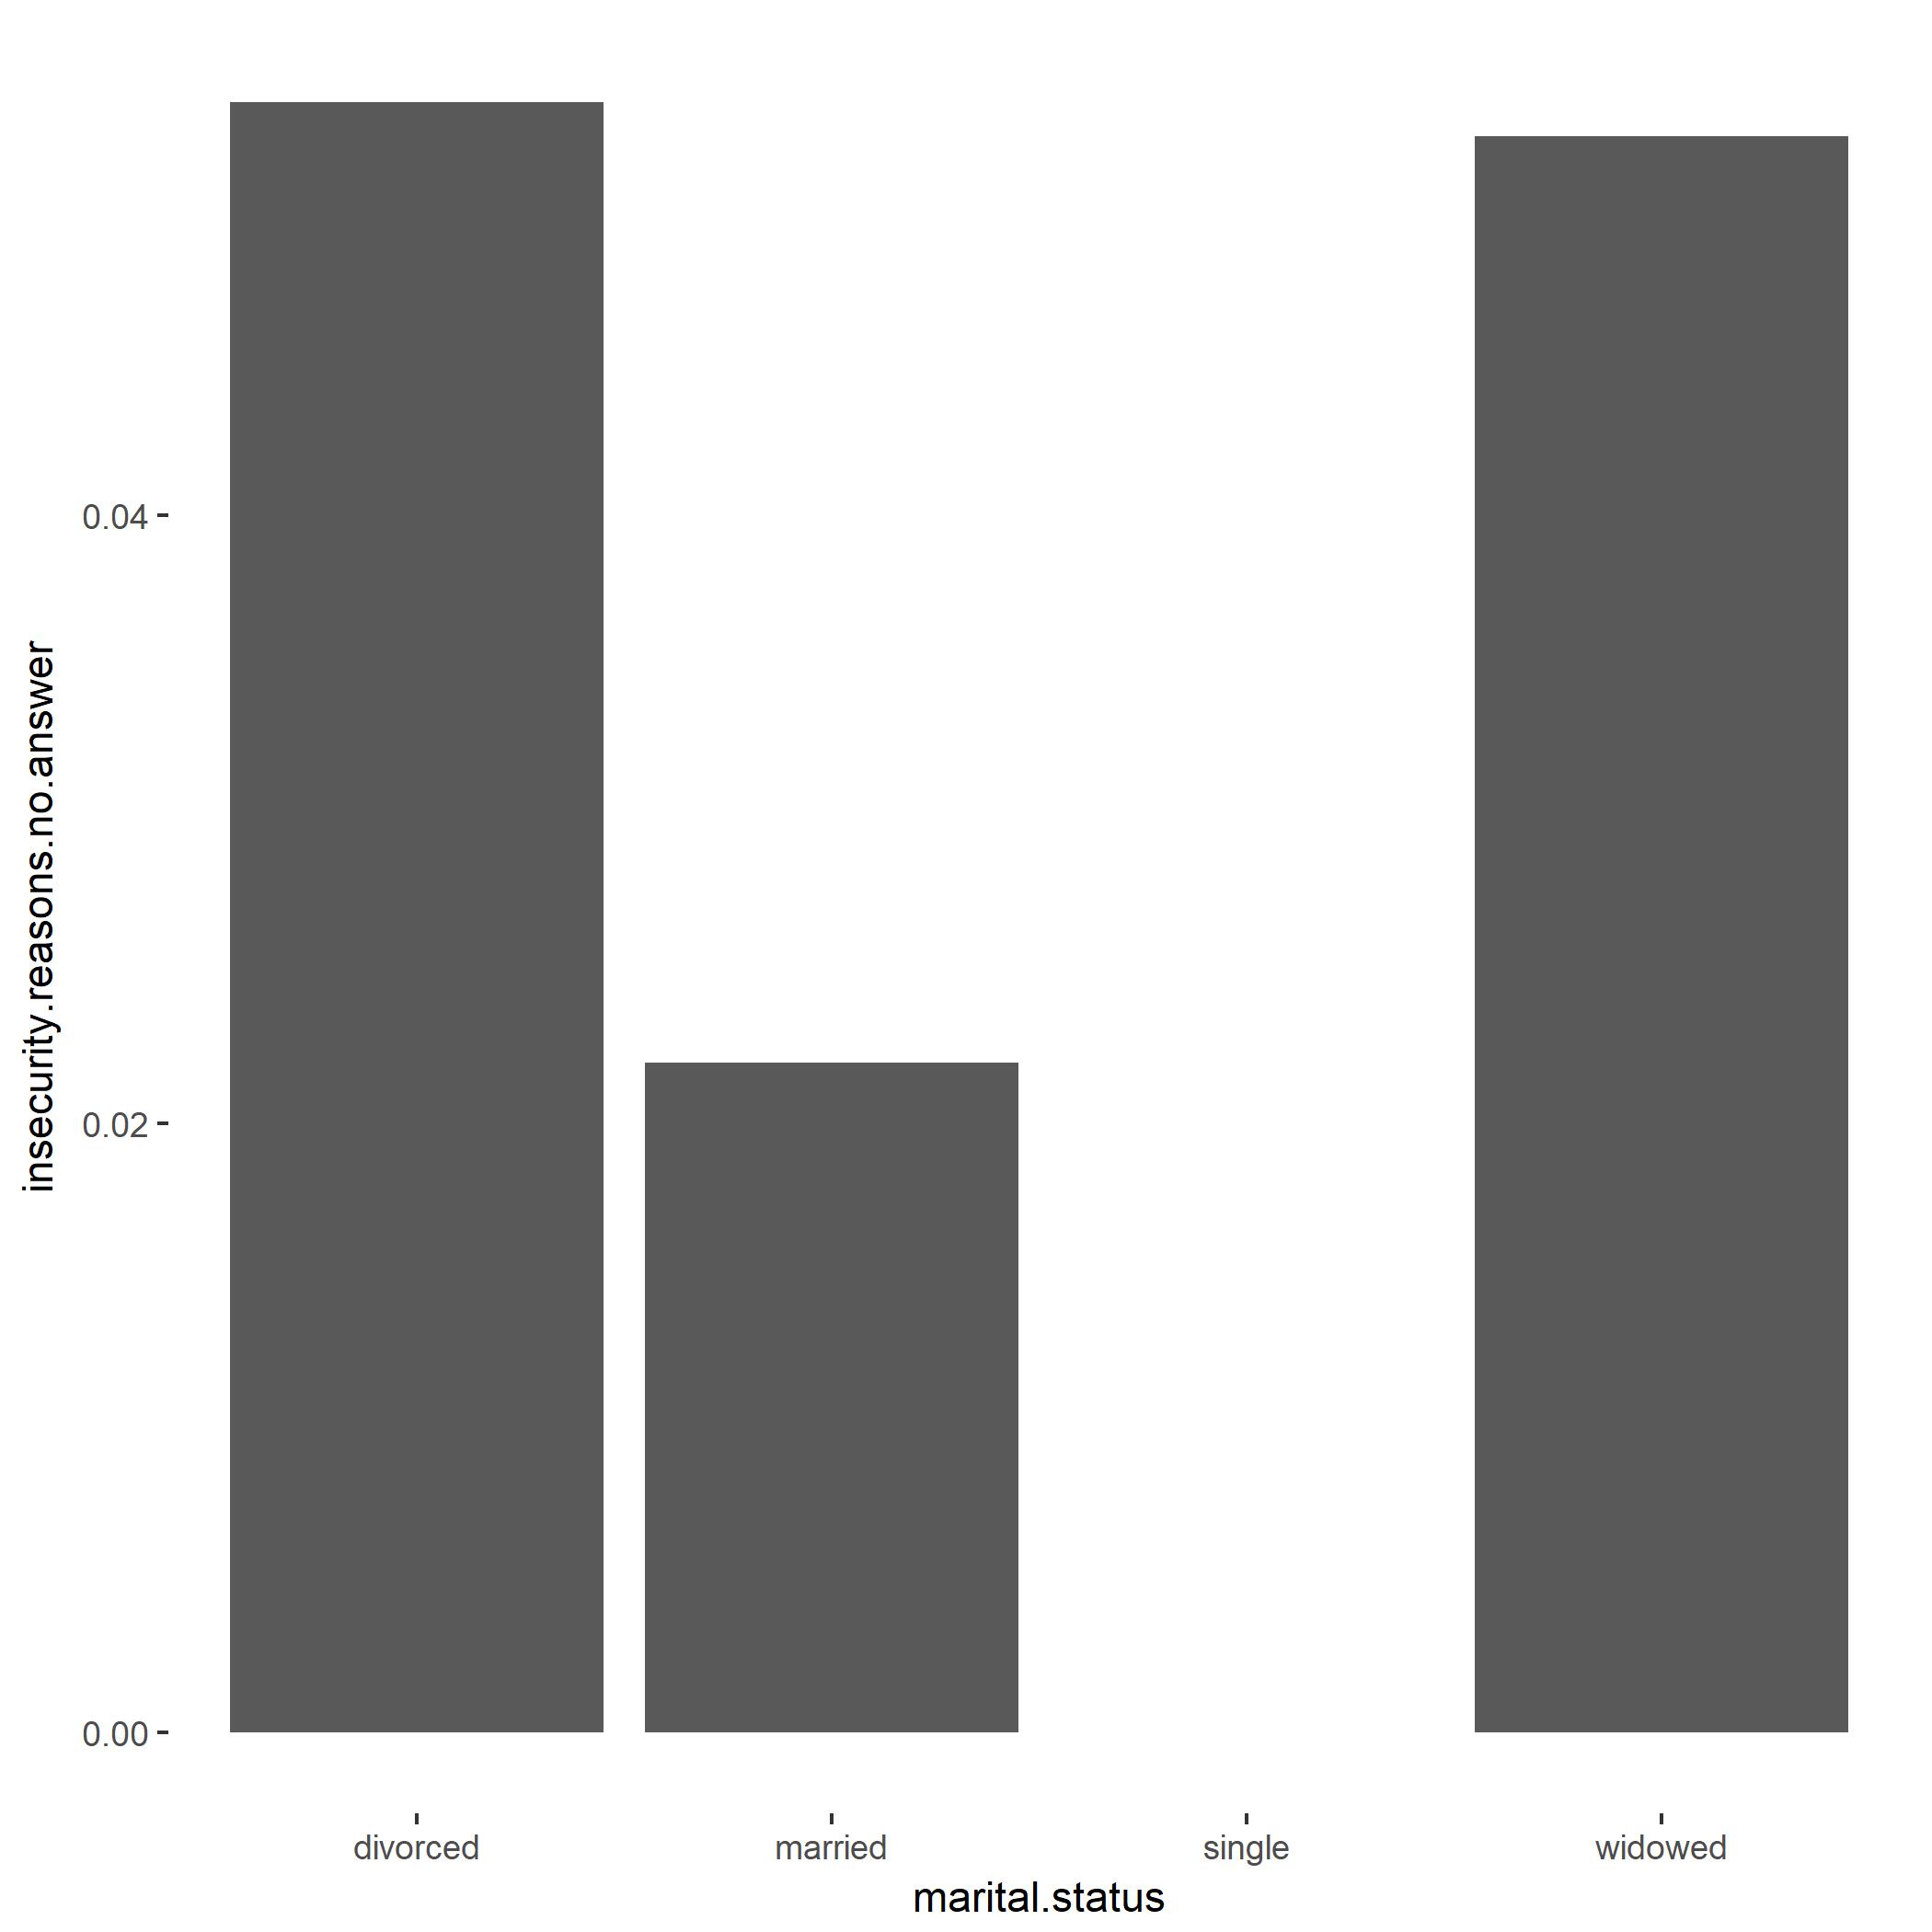 insecurity.reasons.no.answer
0.04
0.02
0.00
divorced
married
single
widowed
marital.status